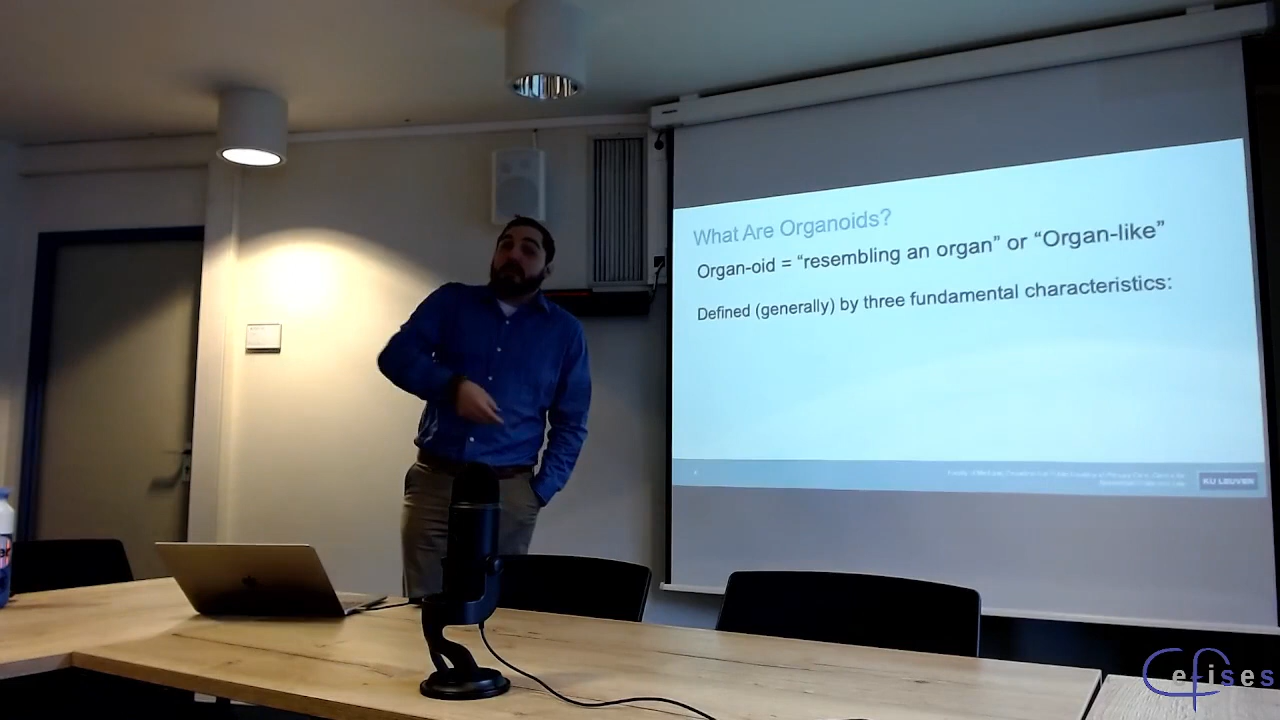 What Are Organoids?
Organ-oid = “resembling an organ” or “Organ-like”
Defined (generally) by three fundamental characteristics:
KU LEUVEN
Cefises